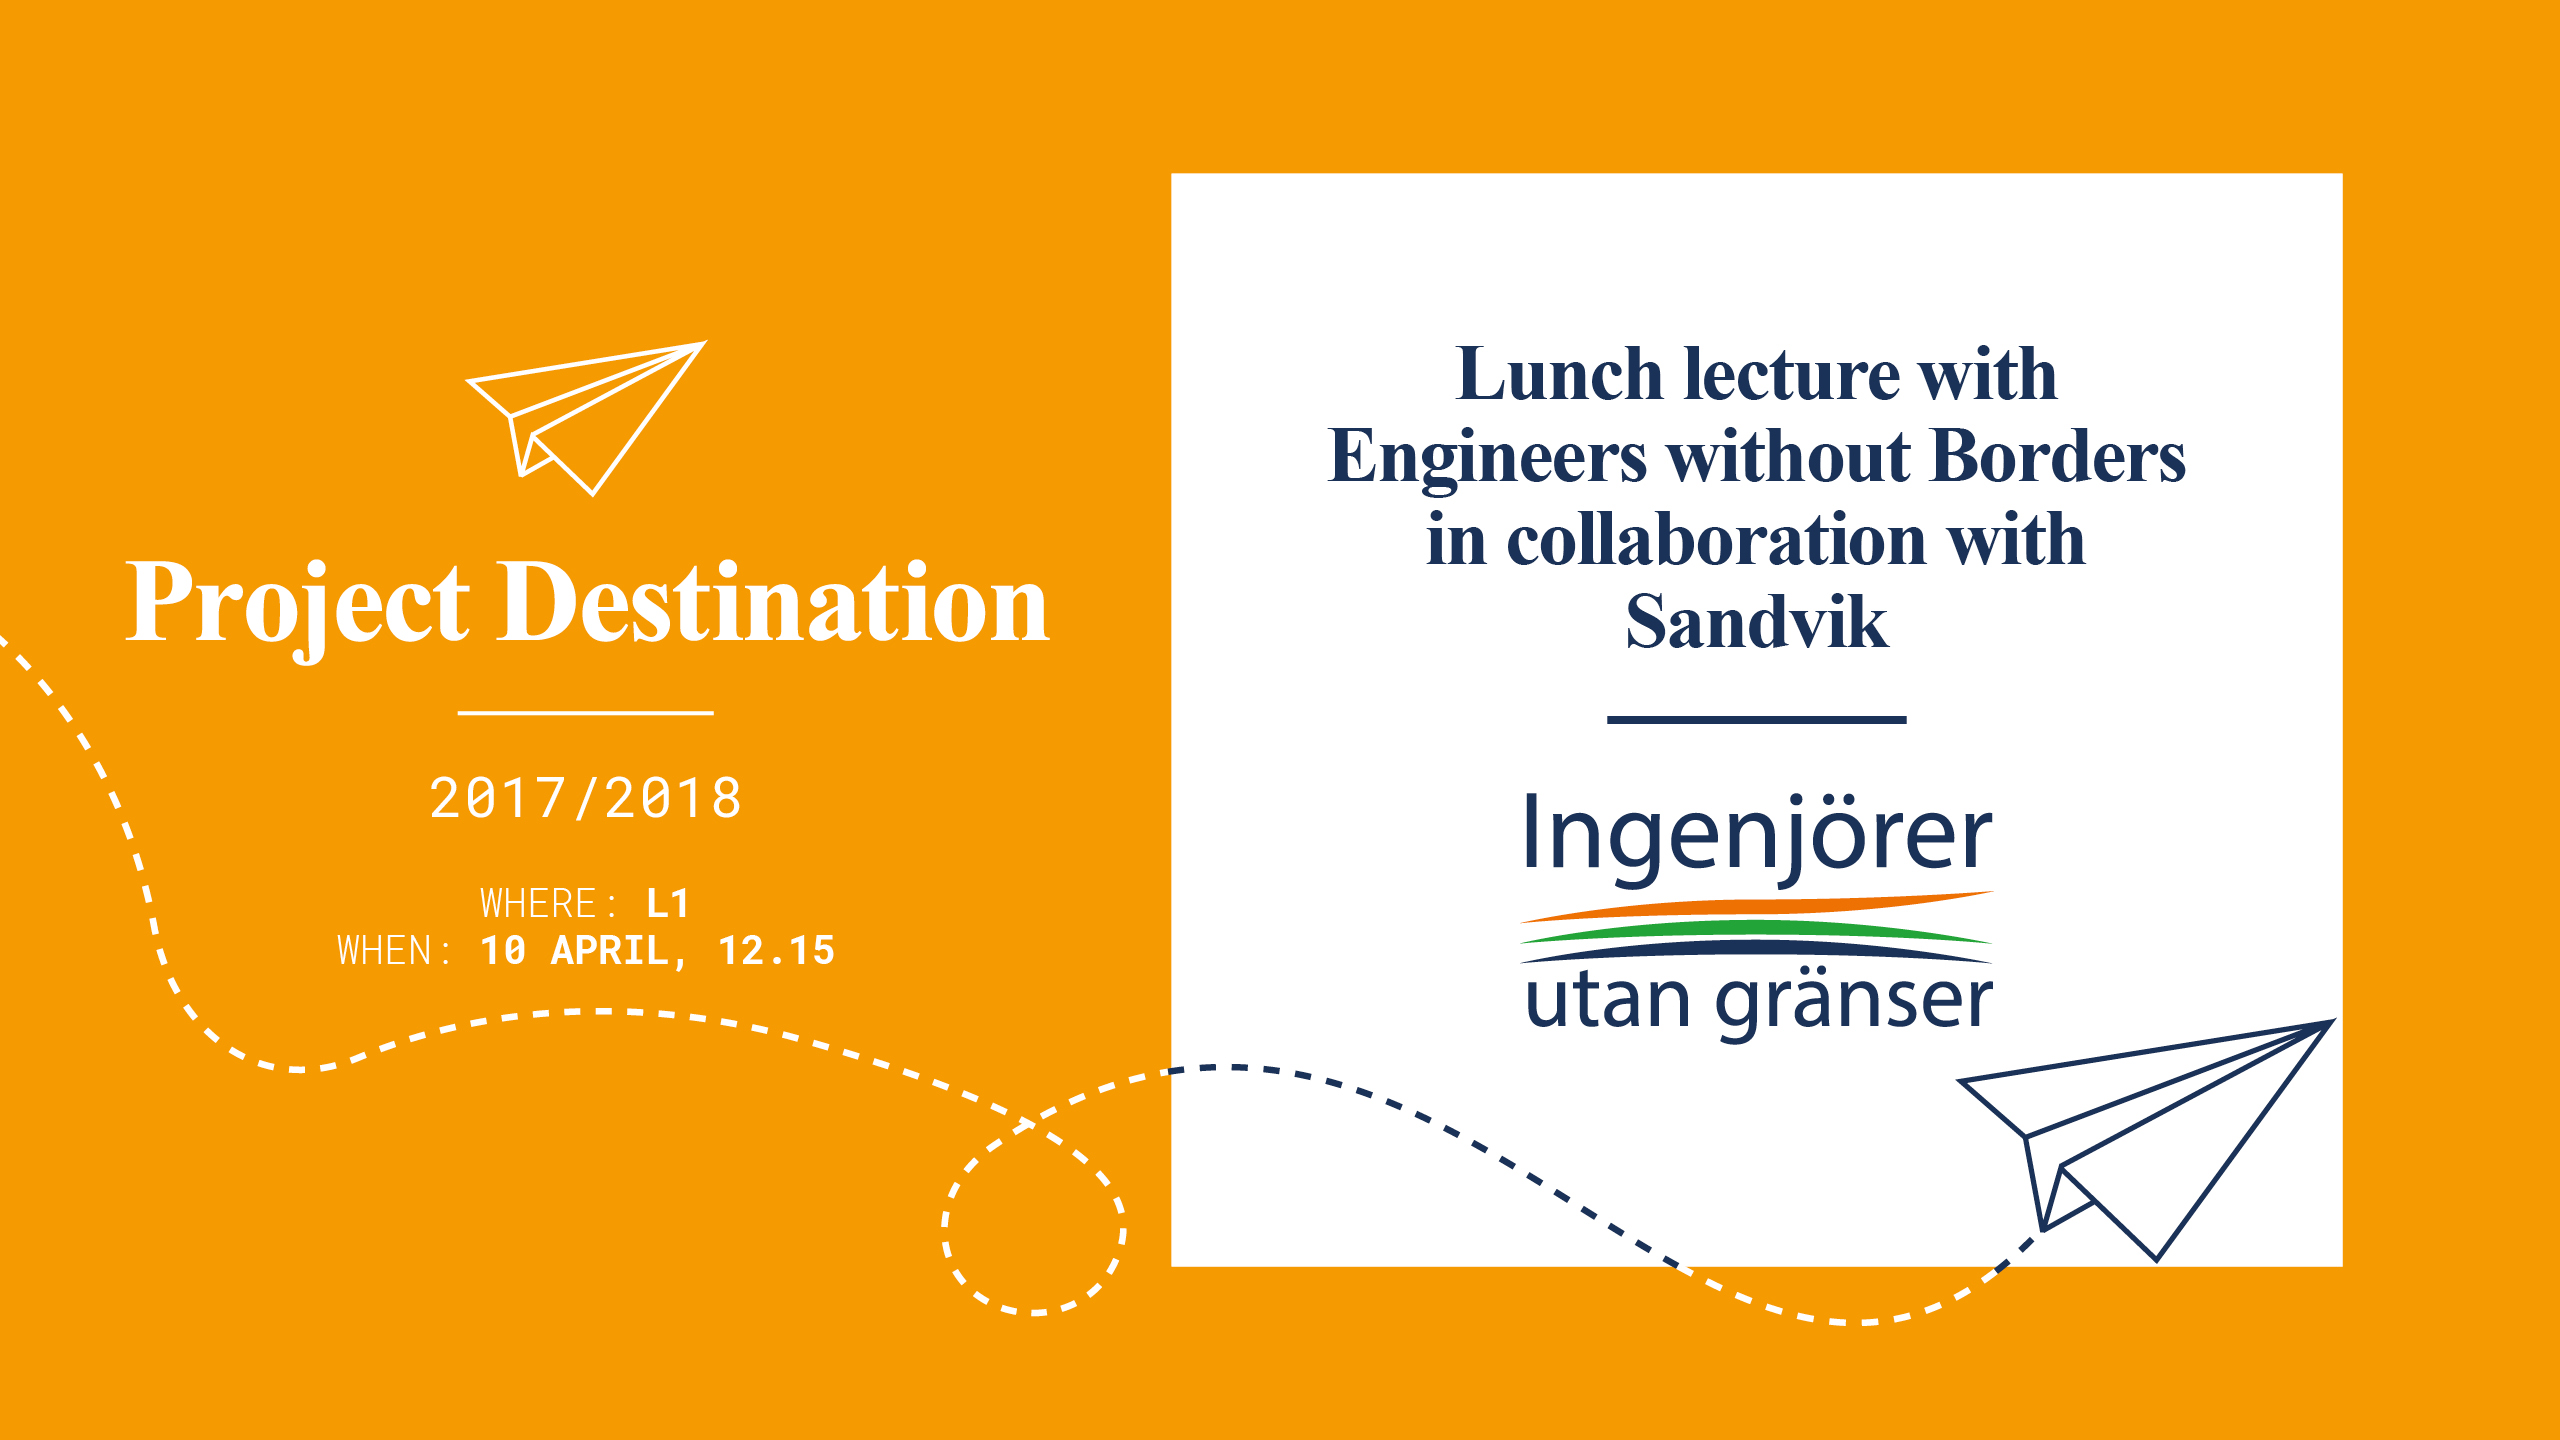 Project Destination
2017/2018
WHERE: L1
WHEN: 10 APRIL, 12.15
Lunch lecture with
Engineers without Borders
in collaboration with
Sandvik
Ingenjörer
utan gränser